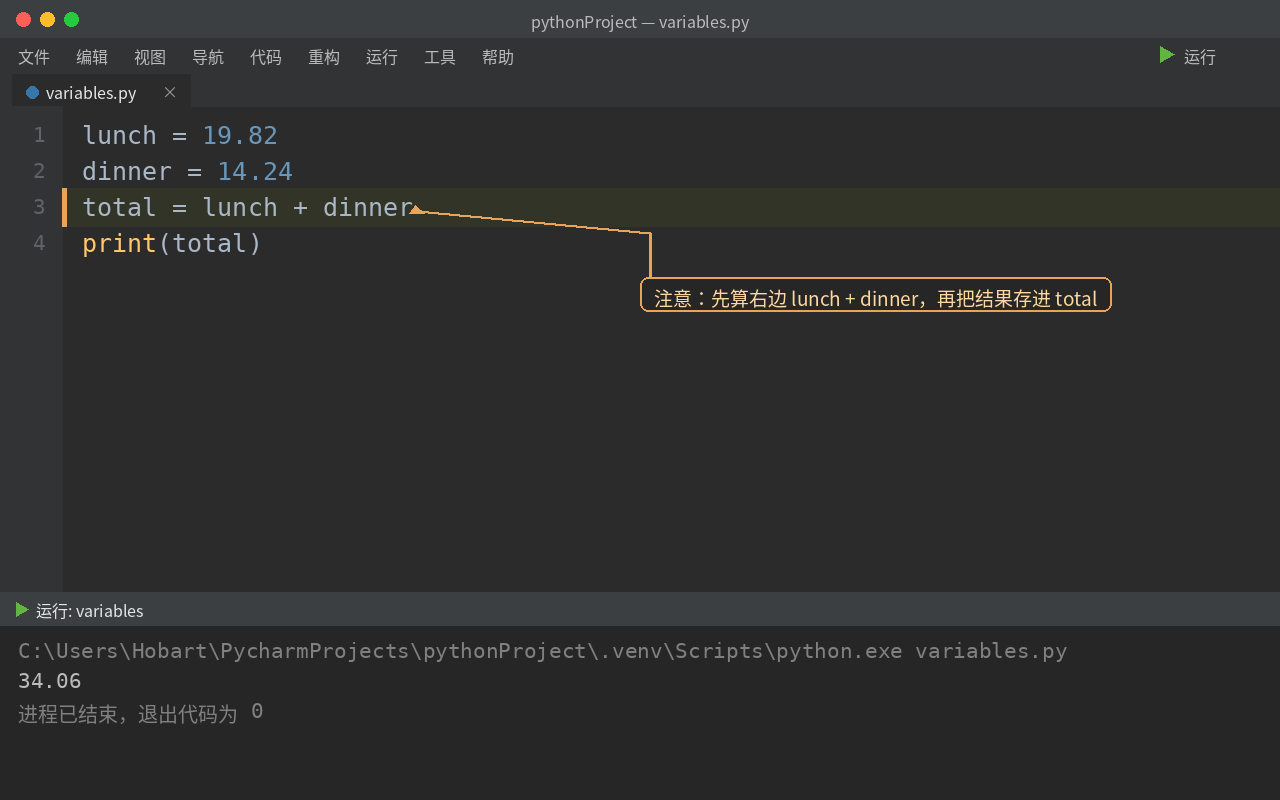 pythonProject — variables.py
文件 编辑 视图 导航 代码 重构 运行 工具 帮助 运行
variables.py ×
1 lunch = 19.82
2 dinner = 14.24
3 total = lunch + dinner
4 print(total)
注意：先算右边 lunch + dinner，再把结果存进 total
运行: variables
C:\Users\Hobart\PycharmProjects\pythonProject\.venv\Scripts\python.exe variables.py
34.06
进程已结束，退出代码为 0